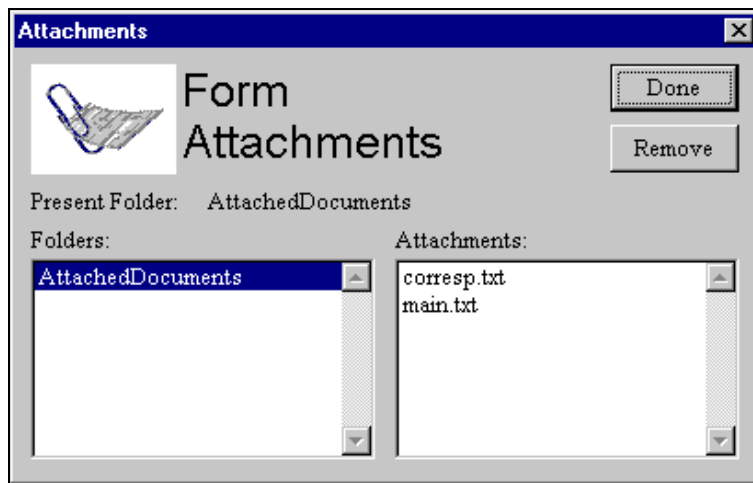 Attachments
Form
Attachments
Done
Remove
Present Folder: AttachedDocuments
Folders:
Attachments:
AttachedDocuments
corresp.txt
main.txt